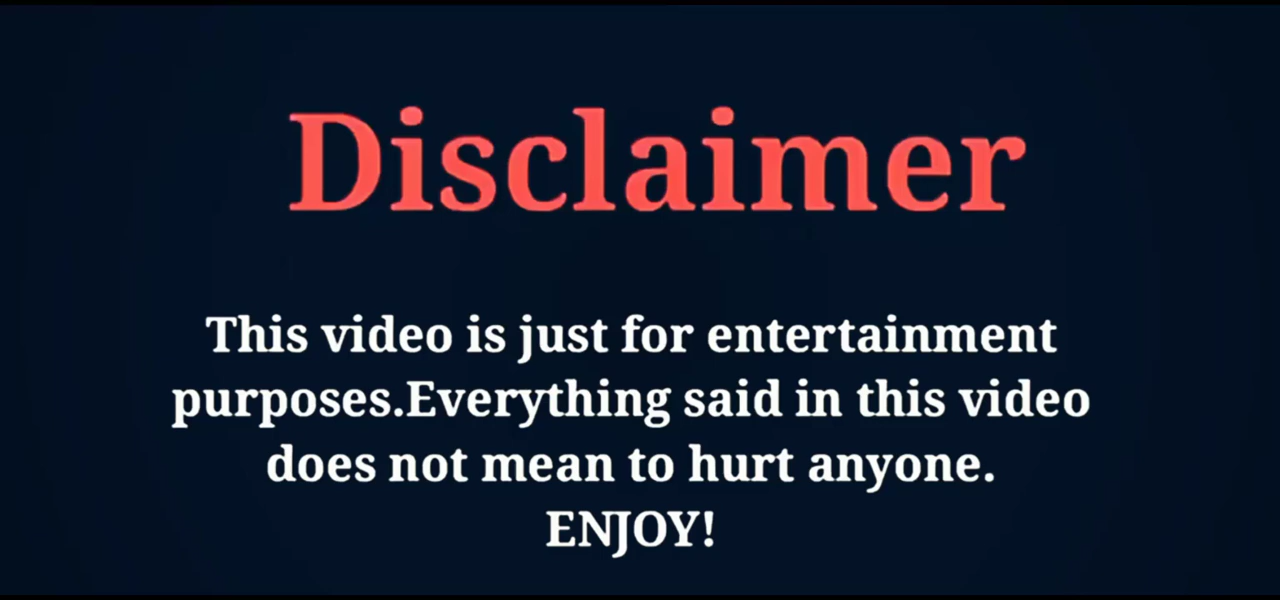 Disclaimer
This video is just for entertainment
purposes.Everything said in this video
does not mean to hurt anyone.
ENJOY!